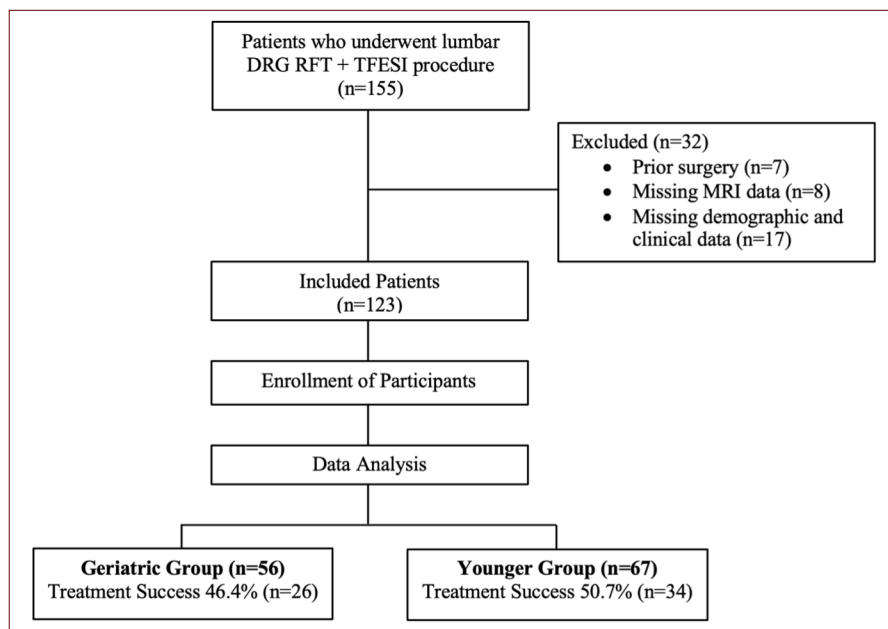 Patients who underwent lumbar
DRG RFT + TFESI procedure
(n=155)
Excluded (n=32)
• Prior surgery (n=7)
• Missing MRI data (n=8)
• Missing demographic and
clinical data (n=17)
Included Patients
(n=123)
Enrollment of Participants
Data Analysis
Geriatric Group (n=56)
Treatment Success 46.4% (n=26)
Younger Group (n=67)
Treatment Success 50.7% (n=34)